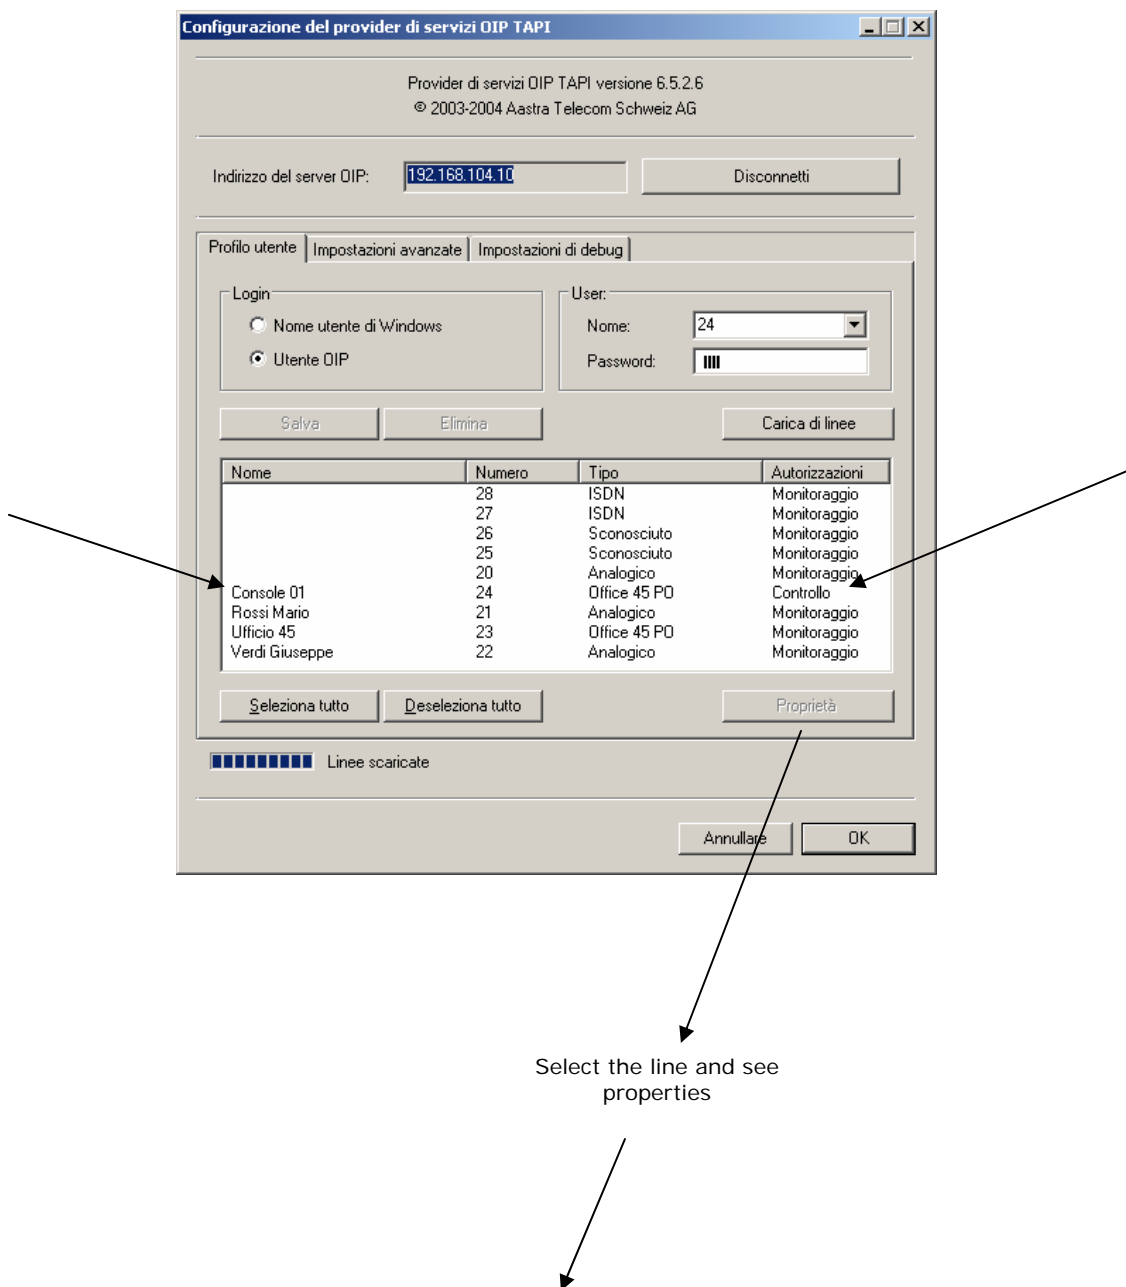 Configurazione del provider di servizi OIP TAPI
Provider di servizi OIP TAPI versione 6.5.2.6
© 2003-2004 Aastra Telecom Schweiz AG
Indirizzo del server OIP: 192.168.104.10 Disconnetti
Profilo utente Impostazioni avanzate Impostazioni di debug
Login User:
Nome utente di Windows Nome: 24
Utente OIP Password:
Salva Elimina Carica di linee
Nome Numero Tipo Autorizzazioni
28 ISDN Monitoraggio
27 ISDN Monitoraggio
26 Sconosciuto Monitoraggio
25 Sconosciuto Monitoraggio
20 Analogico Monitoraggio
Console 01 24 Office 45 PO Controllo
Rossi Mario 21 Analogico Monitoraggio
Ufficio 45 23 Office 45 PO Monitoraggio
Verdi Giuseppe 22 Analogico Monitoraggio
Seleziona tutto Deseleziona tutto Proprietà
Linee scaricate
Annullare OK
Select the line and see
properties